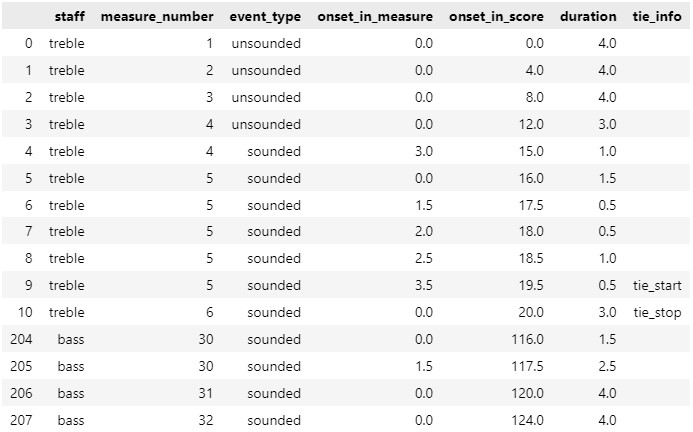 staff measure_number event_type onset_in_measure onset_in_score duration tie_info
0 treble 1 unsounded 0.0 0.0 4.0
1 treble 2 unsounded 0.0 4.0 4.0
2 treble 3 unsounded 0.0 8.0 4.0
3 treble 4 unsounded 0.0 12.0 3.0
4 treble 4 sounded 3.0 15.0 1.0
5 treble 5 sounded 0.0 16.0 1.5
6 treble 5 sounded 1.5 17.5 0.5
7 treble 5 sounded 2.0 18.0 0.5
8 treble 5 sounded 2.5 18.5 1.0
9 treble 5 sounded 3.5 19.5 0.5 tie_start
10 treble 6 sounded 0.0 20.0 3.0 tie_stop
204 bass 30 sounded 0.0 116.0 1.5
205 bass 30 sounded 1.5 117.5 2.5
206 bass 31 sounded 0.0 120.0 4.0
207 bass 32 sounded 0.0 124.0 4.0